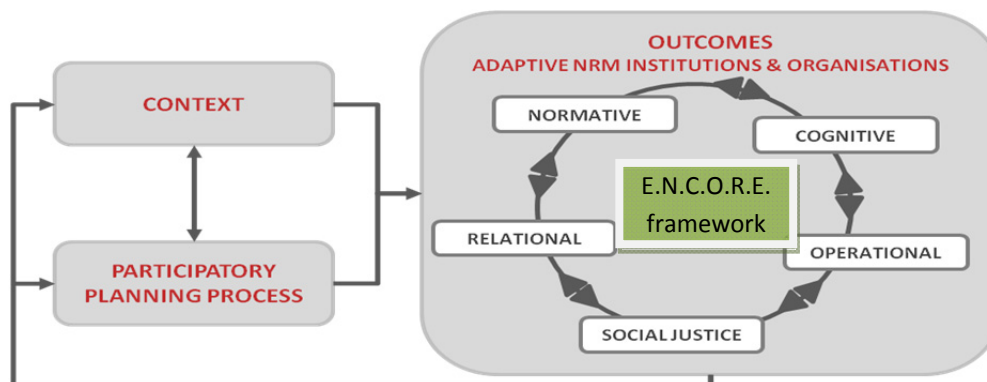 CONTEXT
PARTICIPATORY
PLANNING PROCESS
OUTCOMES
ADAPTIVE NRM INSTITUTIONS & ORGANISATIONS
NORMATIVE
COGNITIVE
E.N.C.O.R.E.
framework
RELATIONAL
OPERATIONAL
SOCIAL JUSTICE